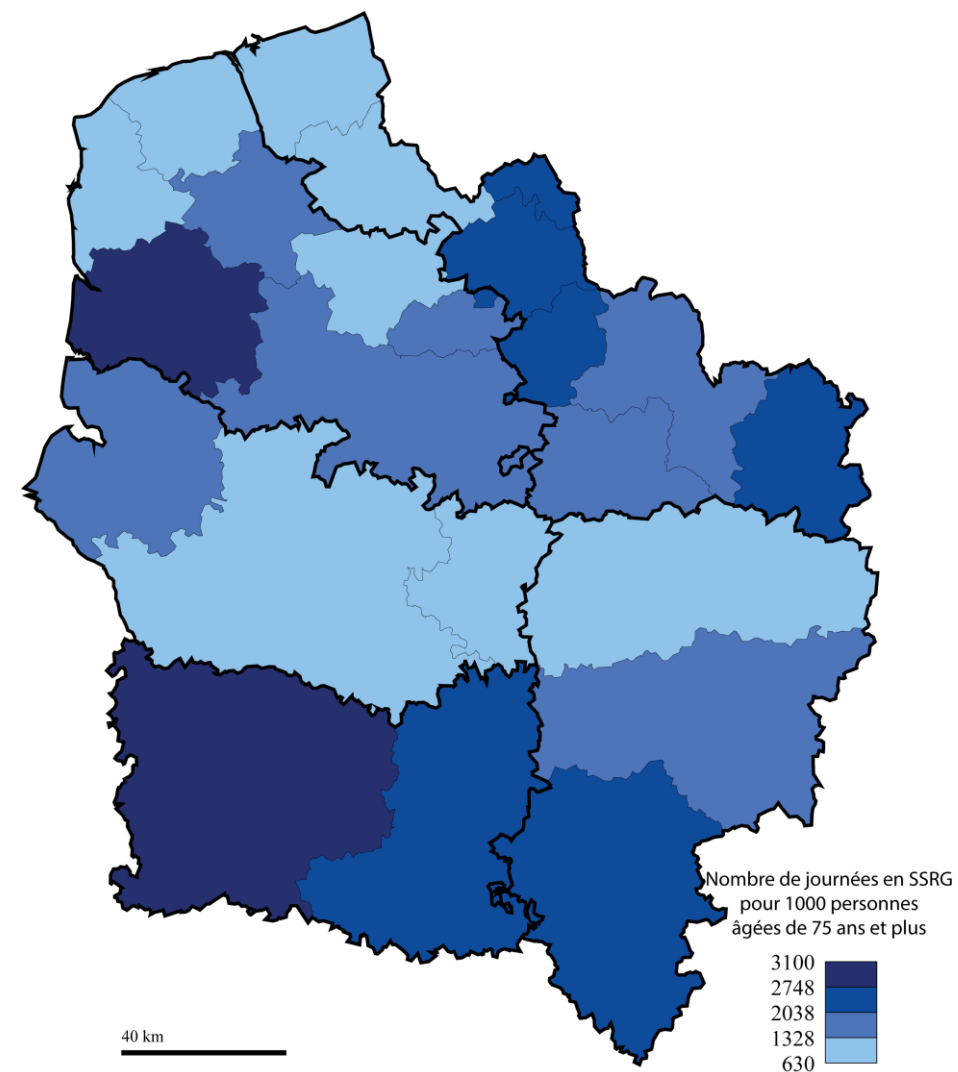 Nombre de journées en SSRG
pour 1000 personnes
âgées de 75 ans et plus
3100
2748
2038
1328
630
40 km